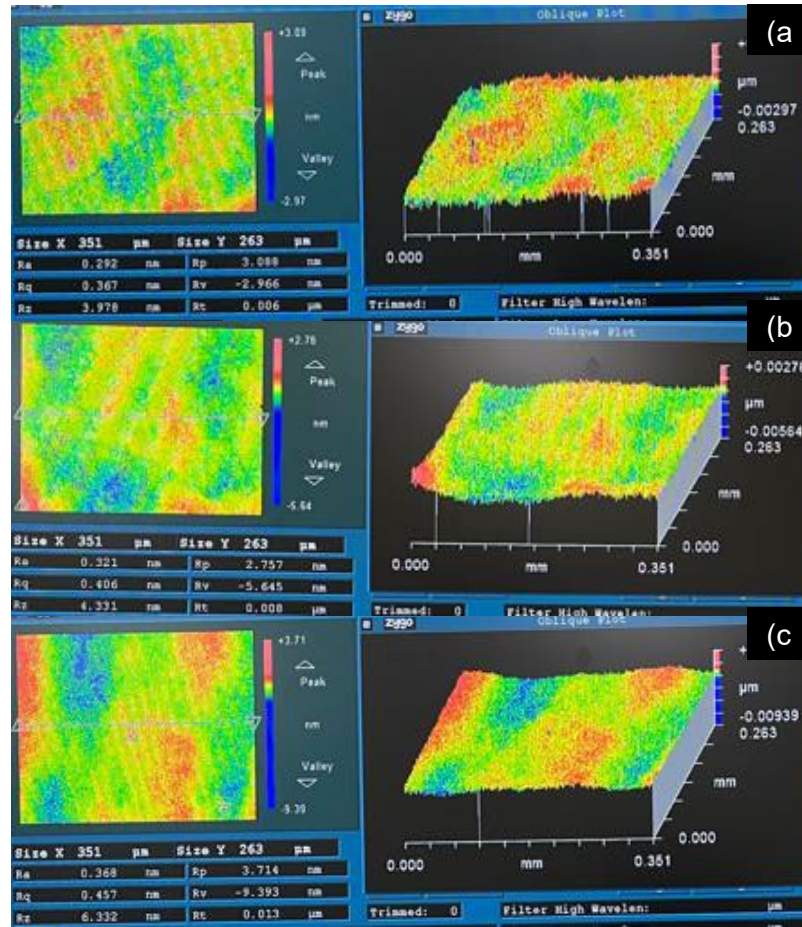 zygo Oblique Plot (a
+3.09
Peak
nm
Valley
-2.97
µm
-0.00297
0.263
mm
0.000
0.000 mm 0.351
Size X 351 µm Size Y 263 µm
Ra 0.292 nm Rp 3.088 nm
Rq 0.367 nm Rv -2.966 nm
Rz 3.978 nm Rt 0.006 µm
Trimmed: 0 Filter High Wavelen: µm
zygo Oblique Plot (b
+2.76
Peak
nm
Valley
-5.64
+0.00276
µm
-0.00564
0.263
mm
0.000
0.000 mm 0.351
Size X 351 µm Size Y 263 µm
Ra 0.321 nm Rp 2.757 nm
Rq 0.406 nm Rv -5.645 nm
Rz 4.331 nm Rt 0.008 µm
Trimmed: 0 Filter High Wavelen:
zygo Oblique Plot (c
+3.71
Peak
nm
Valley
-9.39
µm
-0.00939
0.263
mm
0.000
0.000 mm 0.351
Size X 351 µm Size Y 263 µm
Ra 0.368 nm Rp 3.714 nm
Rq 0.457 nm Rv -9.393 nm
Rz 6.332 nm Rt 0.013 µm
Trimmed: 0 Filter High Wavelen: µm